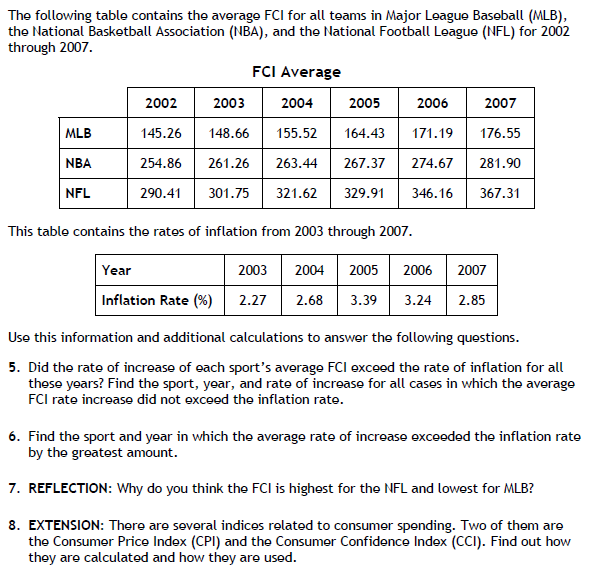 The following table contains the average FCI for all teams in Major League Baseball (MLB),
the National Basketball Association (NBA), and the National Football League (NFL) for 2002
through 2007.
FCI Average
2002 2003 2004 2005 2006 2007
MLB 145.26 148.66 155.52 164.43 171.19 176.55
NBA 254.86 261.26 263.44 267.37 274.67 281.90
NFL 290.41 301.75 321.62 329.91 346.16 367.31
This table contains the rates of inflation from 2003 through 2007.
Year 2003 2004 2005 2006 2007
Inflation Rate (%) 2.27 2.68 3.39 3.24 2.85
Use this information and additional calculations to answer the following questions.
5. Did the rate of increase of each sport's average FCI exceed the rate of inflation for all
these years? Find the sport, year, and rate of increase for all cases in which the average
FCI rate increase did not exceed the inflation rate.
6. Find the sport and year in which the average rate of increase exceeded the inflation rate
by the greatest amount.
7. REFLECTION: Why do you think the FCI is highest for the NFL and lowest for MLB?
8. EXTENSION: There are several indices related to consumer spending. Two of them are
the Consumer Price Index (CPI) and the Consumer Confidence Index (CCI). Find out how
they are calculated and how they are used.